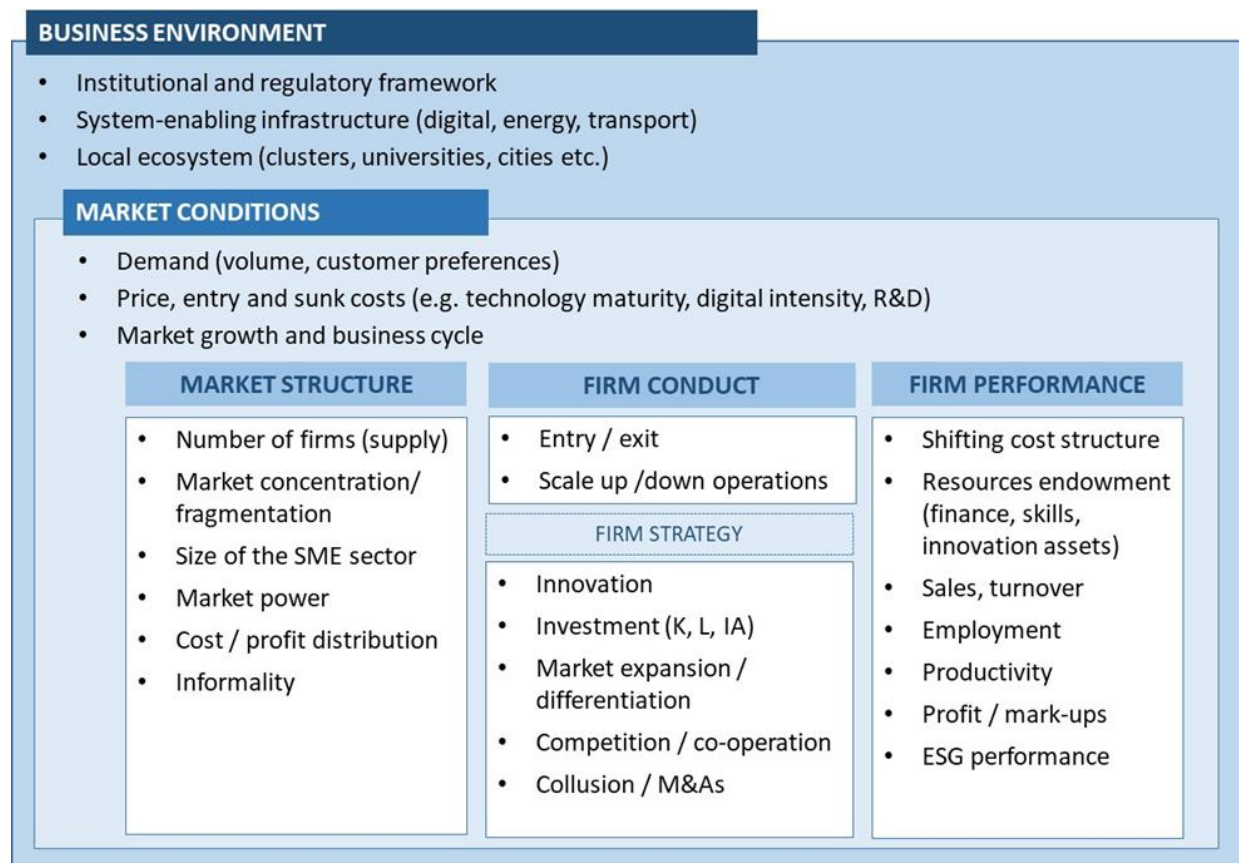 BUSINESS ENVIRONMENT
• Institutional and regulatory framework
• System-enabling infrastructure (digital, energy, transport)
• Local ecosystem (clusters, universities, cities etc.)
MARKET CONDITIONS
• Demand (volume, customer preferences)
• Price, entry and sunk costs (e.g. technology maturity, digital intensity, R&D)
• Market growth and business cycle
MARKET STRUCTURE
• Number of firms (supply)
• Market concentration/
fragmentation
• Size of the SME sector
• Market power
• Cost / profit distribution
• Informality
FIRM CONDUCT
• Entry / exit
• Scale up /down operations
FIRM STRATEGY
• Innovation
• Investment (K, L, IA)
• Market expansion /
differentiation
• Competition / co-operation
• Collusion / M&As
FIRM PERFORMANCE
• Shifting cost structure
• Resources endowment
(finance, skills,
innovation assets)
• Sales, turnover
• Employment
• Productivity
• Profit / mark-ups
• ESG performance